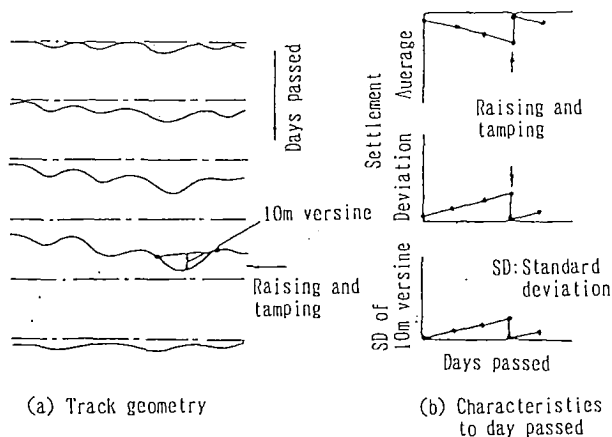 Days passed
10m versine
Raising and
tamping
(a) Track geometry
Settlement
Auerage
Raising and
tamping
Deviation
SD of
10m versine
SD: Standard
deviation
Days passed
(b) Characteristics
to day passed